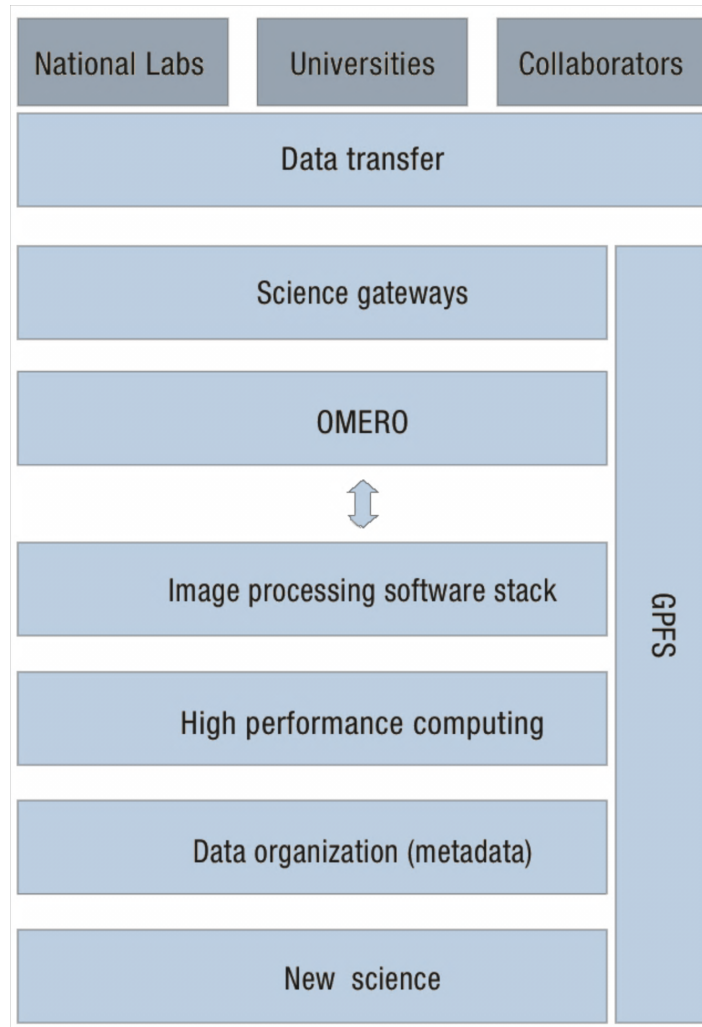 National Labs
Universities
Collaborators
Data transfer
Science gateways
OMERO
Image processing software stack
GPFS
High performance computing
Data organization (metadata)
New science